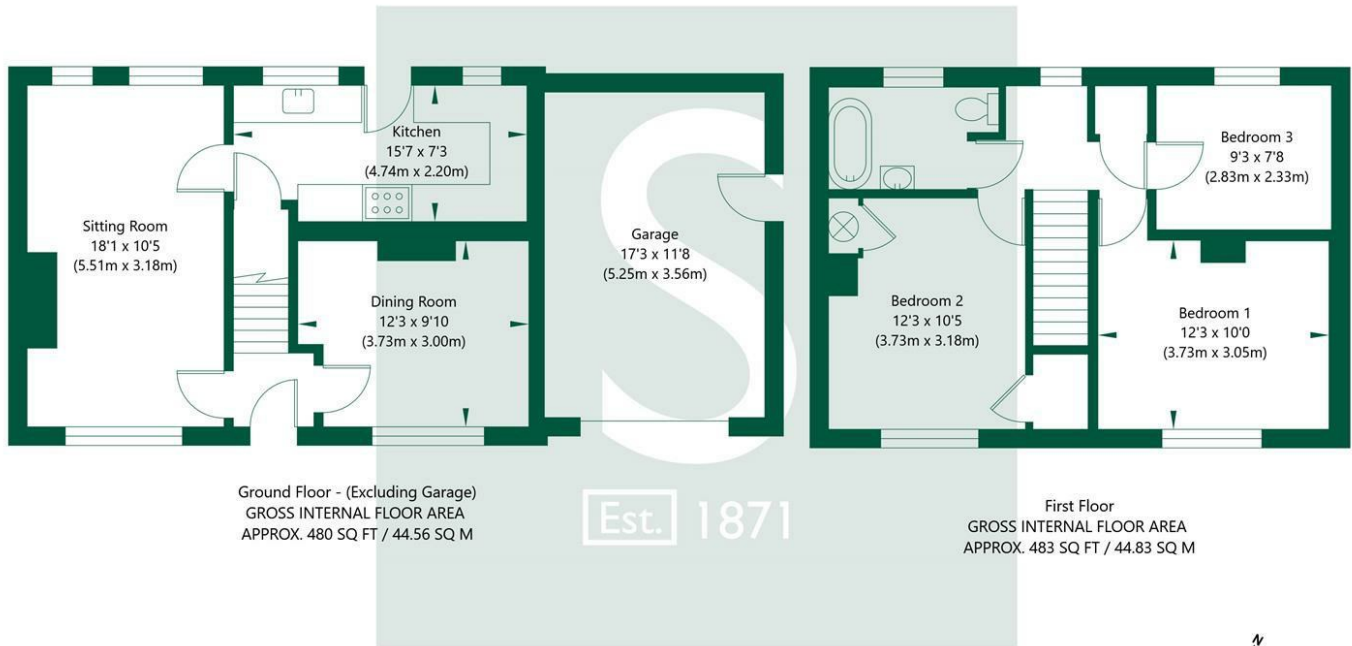 Kitchen
15'7 x 7'3
(4.74m x 2.20m)
Sitting Room
18'1 x 10'5
(5.51m x 3.18m)
Dining Room
12'3 x 9'10
(3.73m x 3.00m)
Garage
17'3 x 11'8
(5.25m x 3.56m)
Bedroom 3
9'3 x 7'8
(2.83m x 2.33m)
Bedroom 2
12'3 x 10'5
(3.73m x 3.18m)
Bedroom 1
12'3 x 10'0
(3.73m x 3.05m)
S
Est. 1871
Ground Floor - (Excluding Garage)
GROSS INTERNAL FLOOR AREA
APPROX. 480 SQ FT / 44.56 SQ M
First Floor
GROSS INTERNAL FLOOR AREA
APPROX. 483 SQ FT / 44.83 SQ M
N